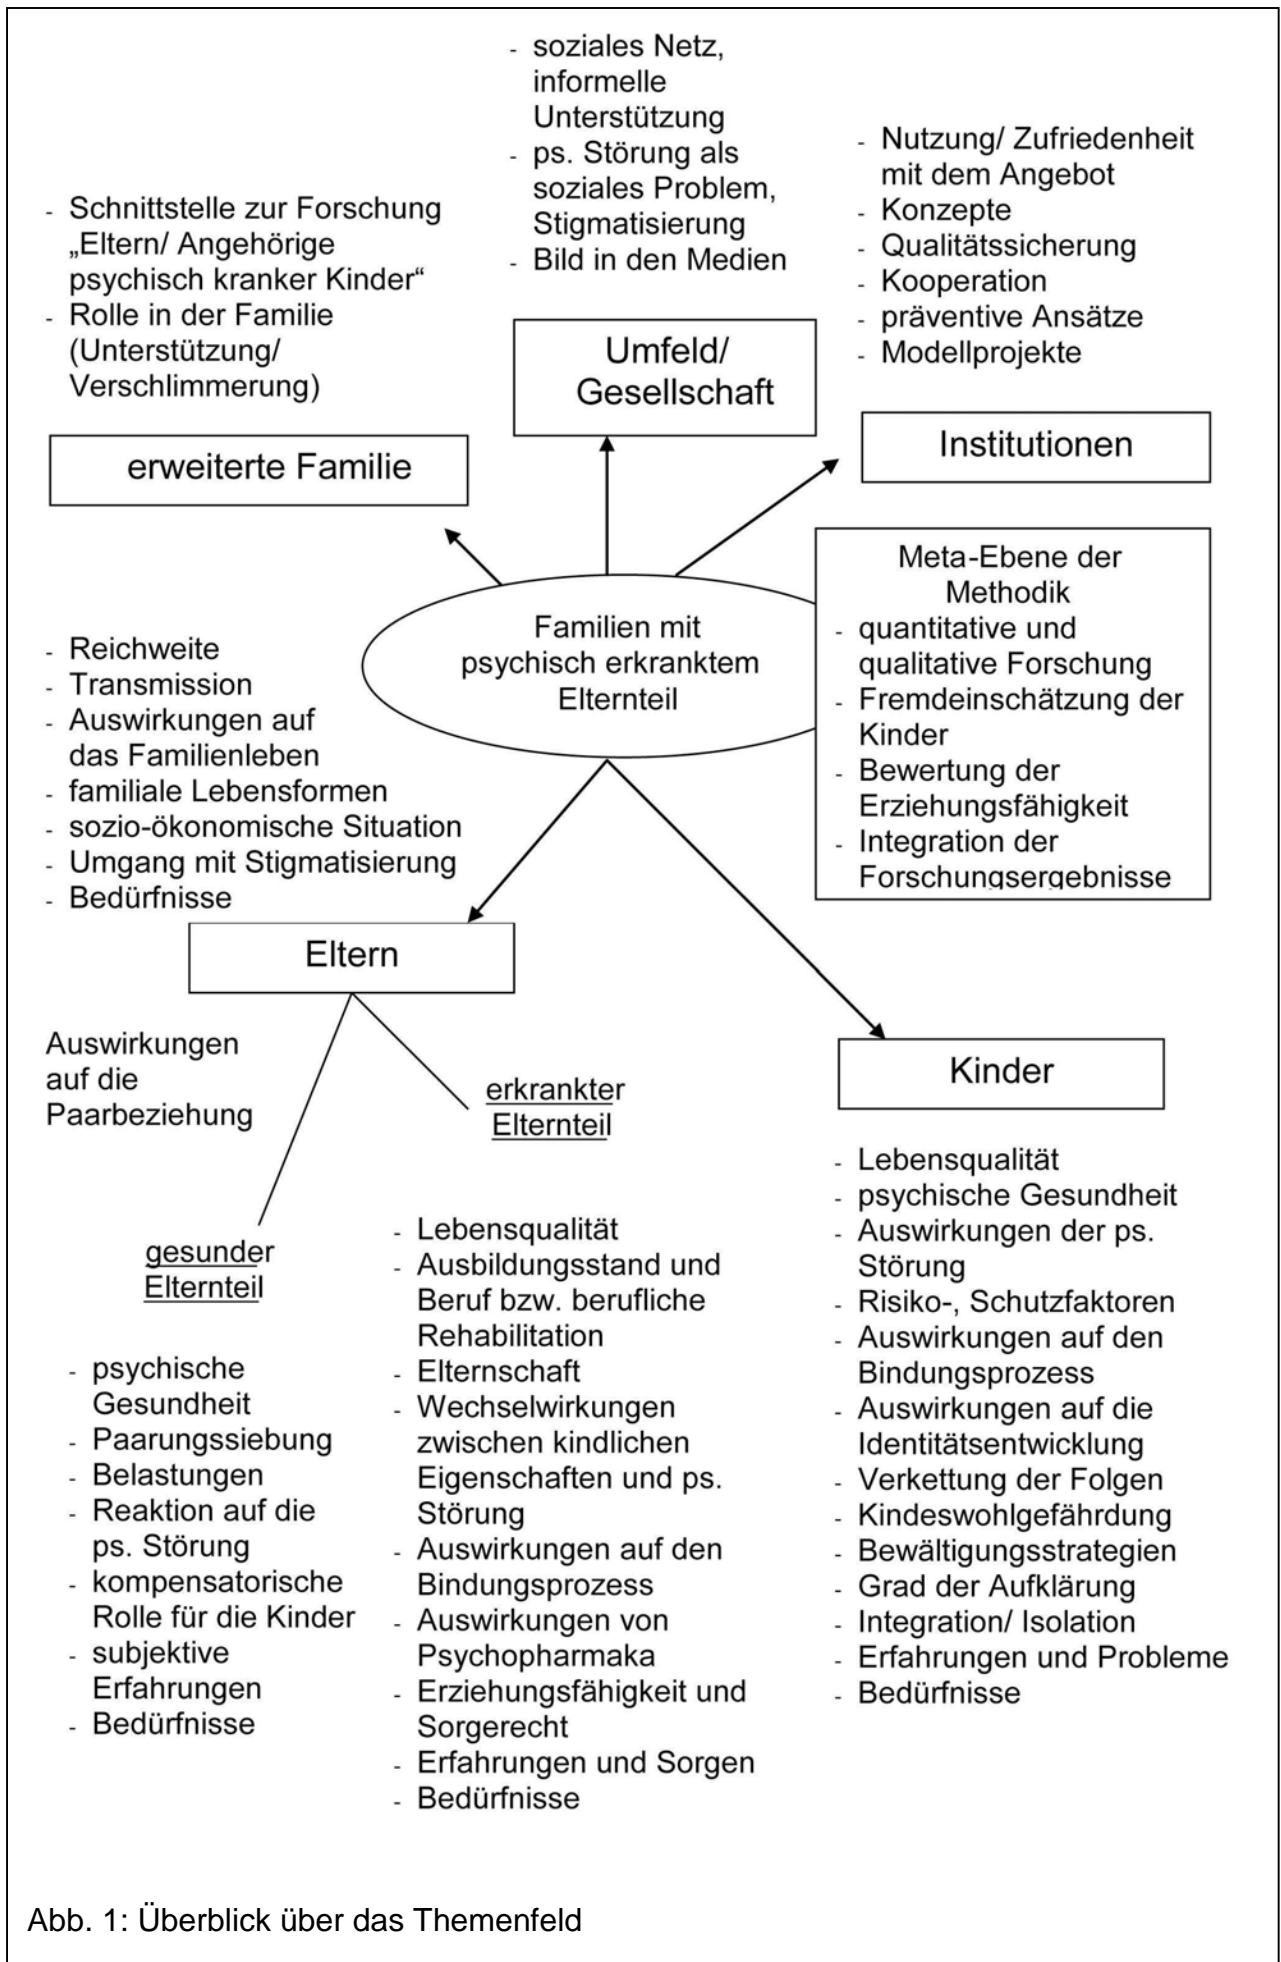 - soziales Netz,
informelle
Unterstützung
- ps. Störung als
soziales Problem,
Stigmatisierung
- Bild in den Medien
- Nutzung/ Zufriedenheit
mit dem Angebot
- Konzepte
- Qualitätssicherung
- Kooperation
- präventive Ansätze
- Modellprojekte
- Schnittstelle zur Forschung
„Eltern/ Angehörige
psychisch kranker Kinder“
- Rolle in der Familie
(Unterstützung/
Verschlimmerung)
Umfeld/
Gesellschaft
Institutionen
erweiterte Familie
Familien mit
psychisch erkranktem
Elternteil
Meta-Ebene der
Methodik
- quantitative und
qualitative Forschung
- Fremdeinschätzung der
Kinder
- Bewertung der
Erziehungsfähigkeit
- Integration der
Forschungsergebnisse
- Reichweite
- Transmission
- Auswirkungen auf
das Familienleben
- familiale Lebensformen
- sozio-ökonomische Situation
- Umgang mit Stigmatisierung
- Bedürfnisse
Eltern
Auswirkungen
auf die
Paarbeziehung
erkrankter
Elternteil
Kinder
gesunder
Elternteil
- psychische
Gesundheit
- Paarungssiebung
- Belastungen
- Reaktion auf die
ps. Störung
- kompensatorische
Rolle für die Kinder
- subjektive
Erfahrungen
- Bedürfnisse
- Lebensqualität
- Ausbildungsstand und
Beruf bzw. berufliche
Rehabilitation
- Elternschaft
- Wechselwirkungen
zwischen kindlichen
Eigenschaften und ps.
Störung
- Auswirkungen auf den
Bindungsprozess
- Auswirkungen von
Psychopharmaka
- Erziehungsfähigkeit und
Sorgerecht
- Erfahrungen und Sorgen
- Bedürfnisse
- Lebensqualität
- psychische Gesundheit
- Auswirkungen der ps.
Störung
- Risiko-, Schutzfaktoren
- Auswirkungen auf den
Bindungsprozess
- Auswirkungen auf die
Identitätsentwicklung
- Verkettung der Folgen
- Kindeswohlgefährdung
- Bewältigungsstrategien
- Grad der Aufklärung
- Integration/ Isolation
- Erfahrungen und Probleme
- Bedürfnisse
Abb. 1: Überblick über das Themenfeld